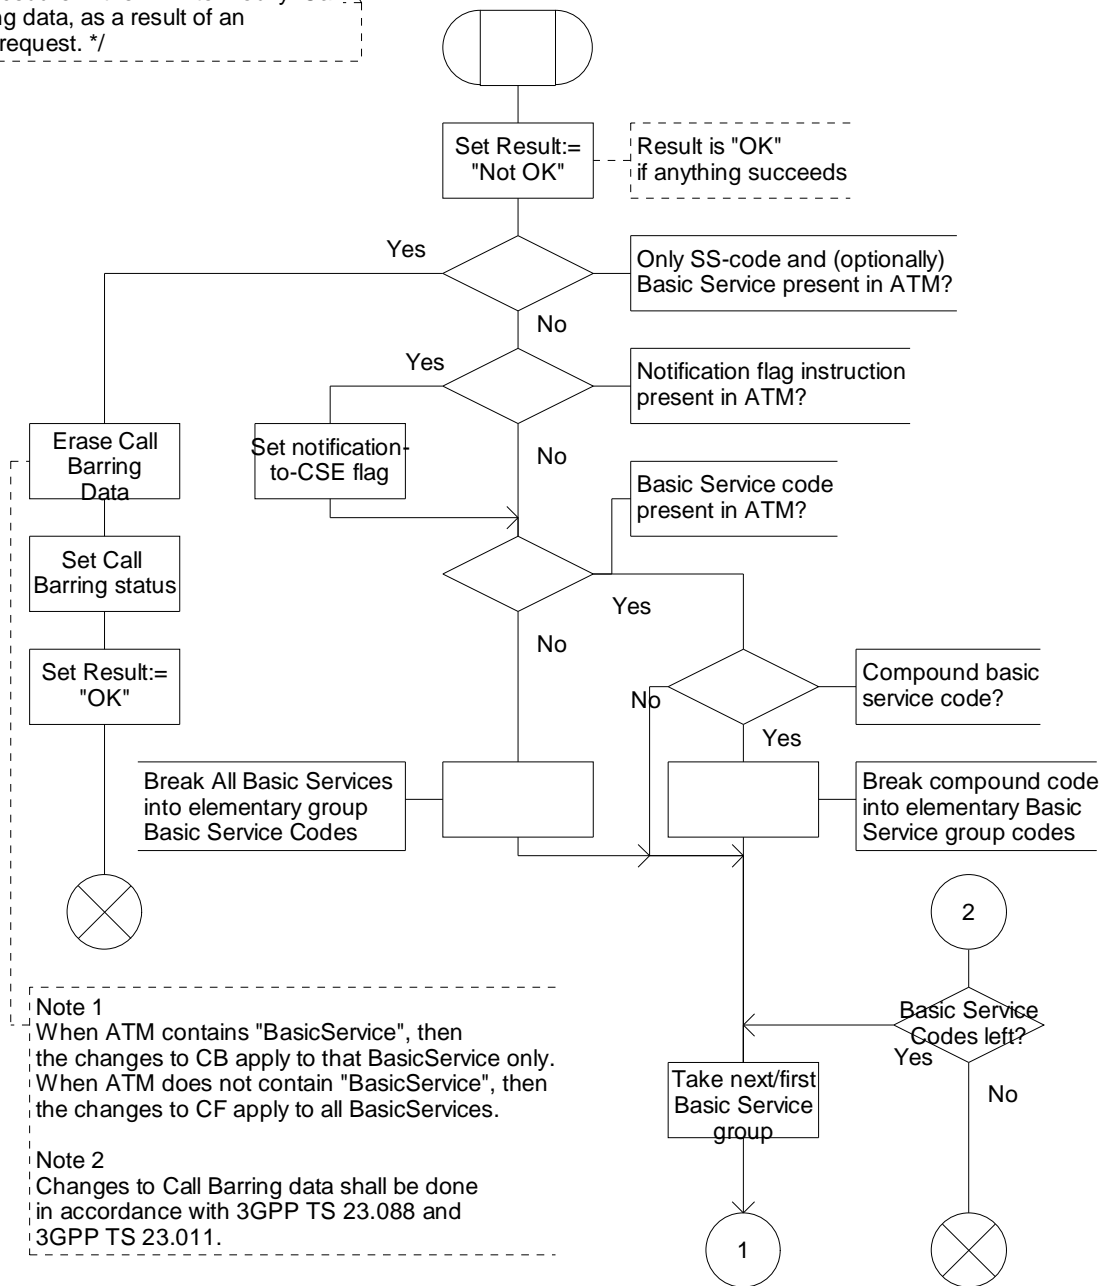 ng data, as a result of an
request. */
Set Result:=
"Not OK"
Result is "OK"
if anything succeeds
Yes
Only SS-code and (optionally)
Basic Service present in ATM?
No
Yes
Notification flag instruction
present in ATM?
Erase Call
Barring
Data
Set notification-
to-CSE flag
No
Basic Service code
present in ATM?
Set Call
Barring status
Yes
No
Set Result:=
"OK"
No
Compound basic
service code?
Yes
Break All Basic Services
into elementary group
Basic Service Codes
Break compound code
into elementary Basic
Service group codes
2
Note 1
When ATM contains "BasicService", then
the changes to CB apply to that BasicService only.
When ATM does not contain "BasicService", then
the changes to CF apply to all BasicServices.
Basic Service
Codes left?
Yes
Take next/first
Basic Service
group
No
Note 2
Changes to Call Barring data shall be done
in accordance with 3GPP TS 23.088 and
3GPP TS 23.011.
1